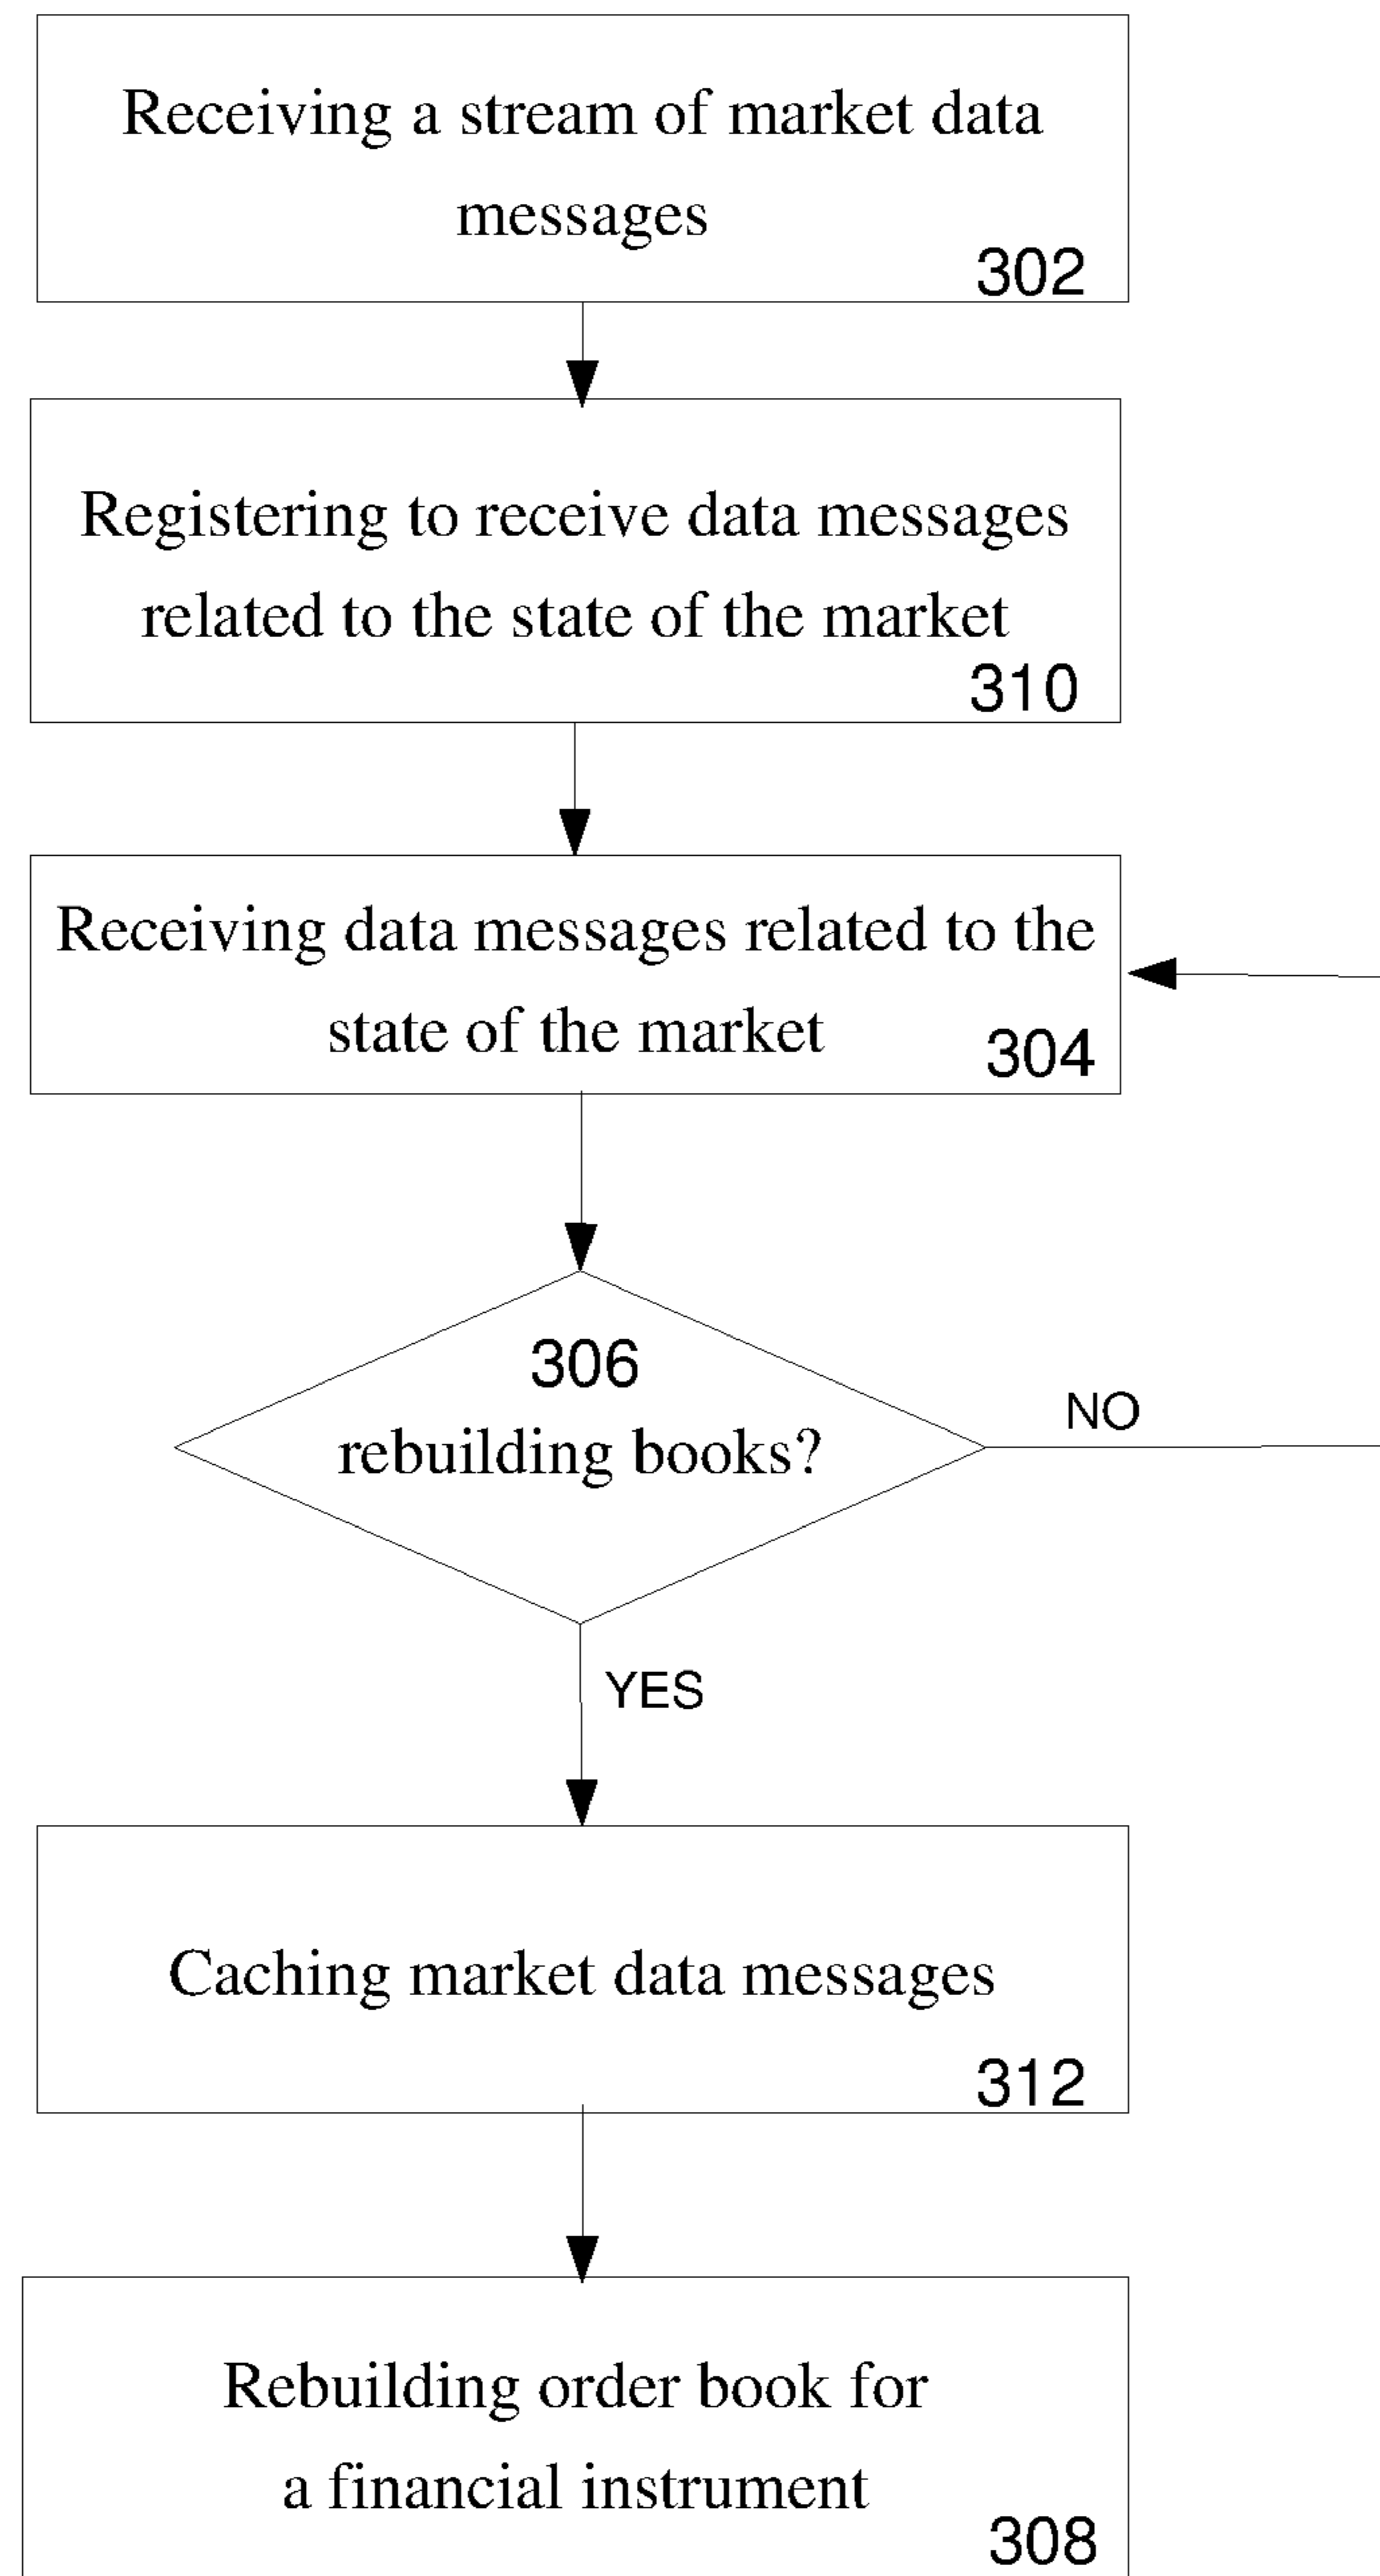 Receiving a stream of market data
messages
302
Registering to receive data messages
related to the state of the market
310
Receiving data messages related to the
state of the market
304
306
rebuilding books?
NO
YES
Caching market data messages
312
Rebuilding order book for
a financial instrument
308